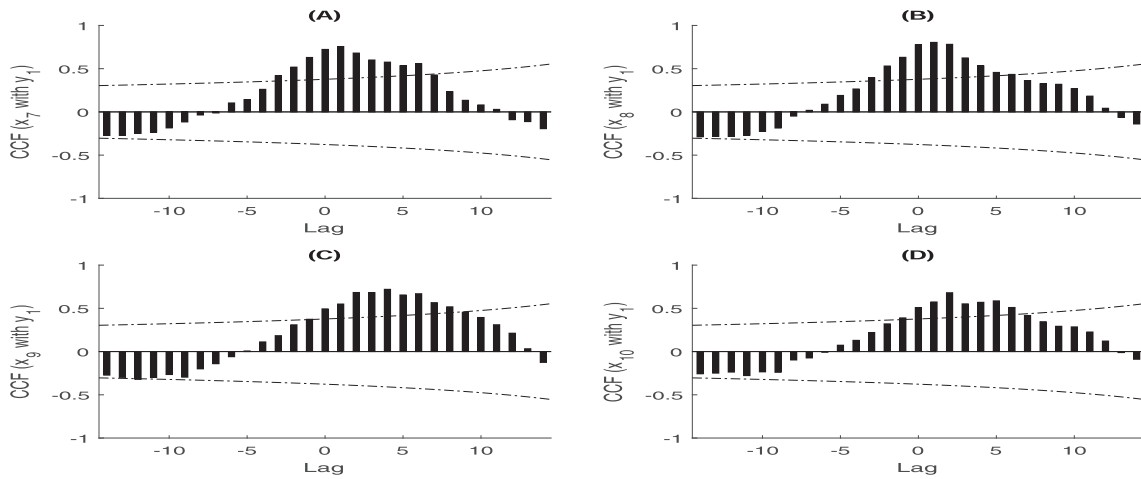 (A)
1
0.5
0
-0.5
-1
CCF (x7 with y1)
-10 -5 0 5 10
Lag
(B)
1
0.5
0
-0.5
-1
CCF (x8 with y1)
-10 -5 0 5 10
Lag
(C)
1
0.5
0
-0.5
-1
CCF (x9 with y1)
-10 -5 0 5 10
Lag
(D)
1
0.5
0
-0.5
-1
CCF (x10 with y1)
-10 -5 0 5 10
Lag